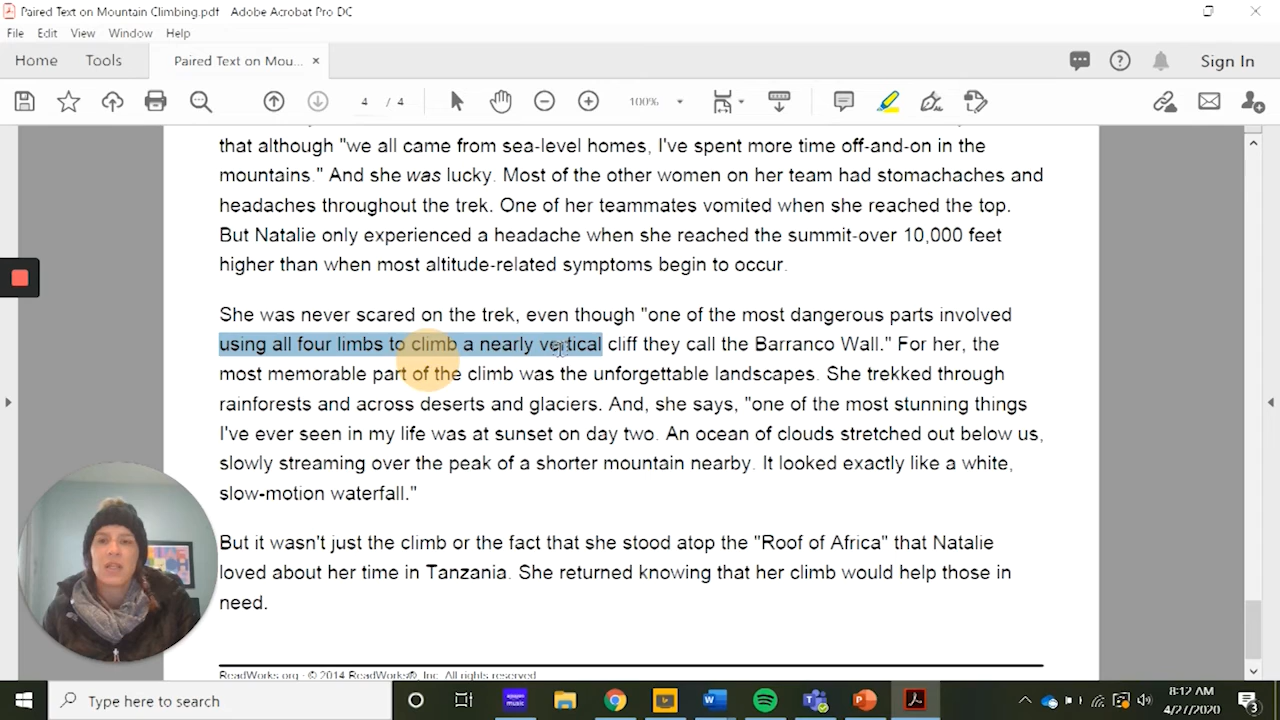 Paired Text on Mountain Climbing.pdf - Adobe Acrobat Pro DC
File Edit View Window Help
Home Tools Paired Text on Mou... × Sign In
4 / 4 100%
that although "we all came from sea-level homes, I've spent more time off-and-on in the
mountains." And she was lucky. Most of the other women on her team had stomachaches and
headaches throughout the trek. One of her teammates vomited when she reached the top.
But Natalie only experienced a headache when she reached the summit-over 10,000 feet
higher than when most altitude-related symptoms begin to occur.
She was never scared on the trek, even though "one of the most dangerous parts involved
using all four limbs to climb a nearly vertical cliff they call the Barranco Wall." For her, the
most memorable part of the climb was the unforgettable landscapes. She trekked through
rainforests and across deserts and glaciers. And, she says, "one of the most stunning things
I've ever seen in my life was at sunset on day two. An ocean of clouds stretched out below us,
slowly streaming over the peak of a shorter mountain nearby. It looked exactly like a white,
slow-motion waterfall."
But it wasn't just the climb or the fact that she stood atop the "Roof of Africa" that Natalie
loved about her time in Tanzania. She returned knowing that her climb would help those in
need.
ReadWorks.org · © 2014 ReadWorks®, Inc. All rights reserved.
Type here to search
amazon music
8:12 AM
4/27/2020
3